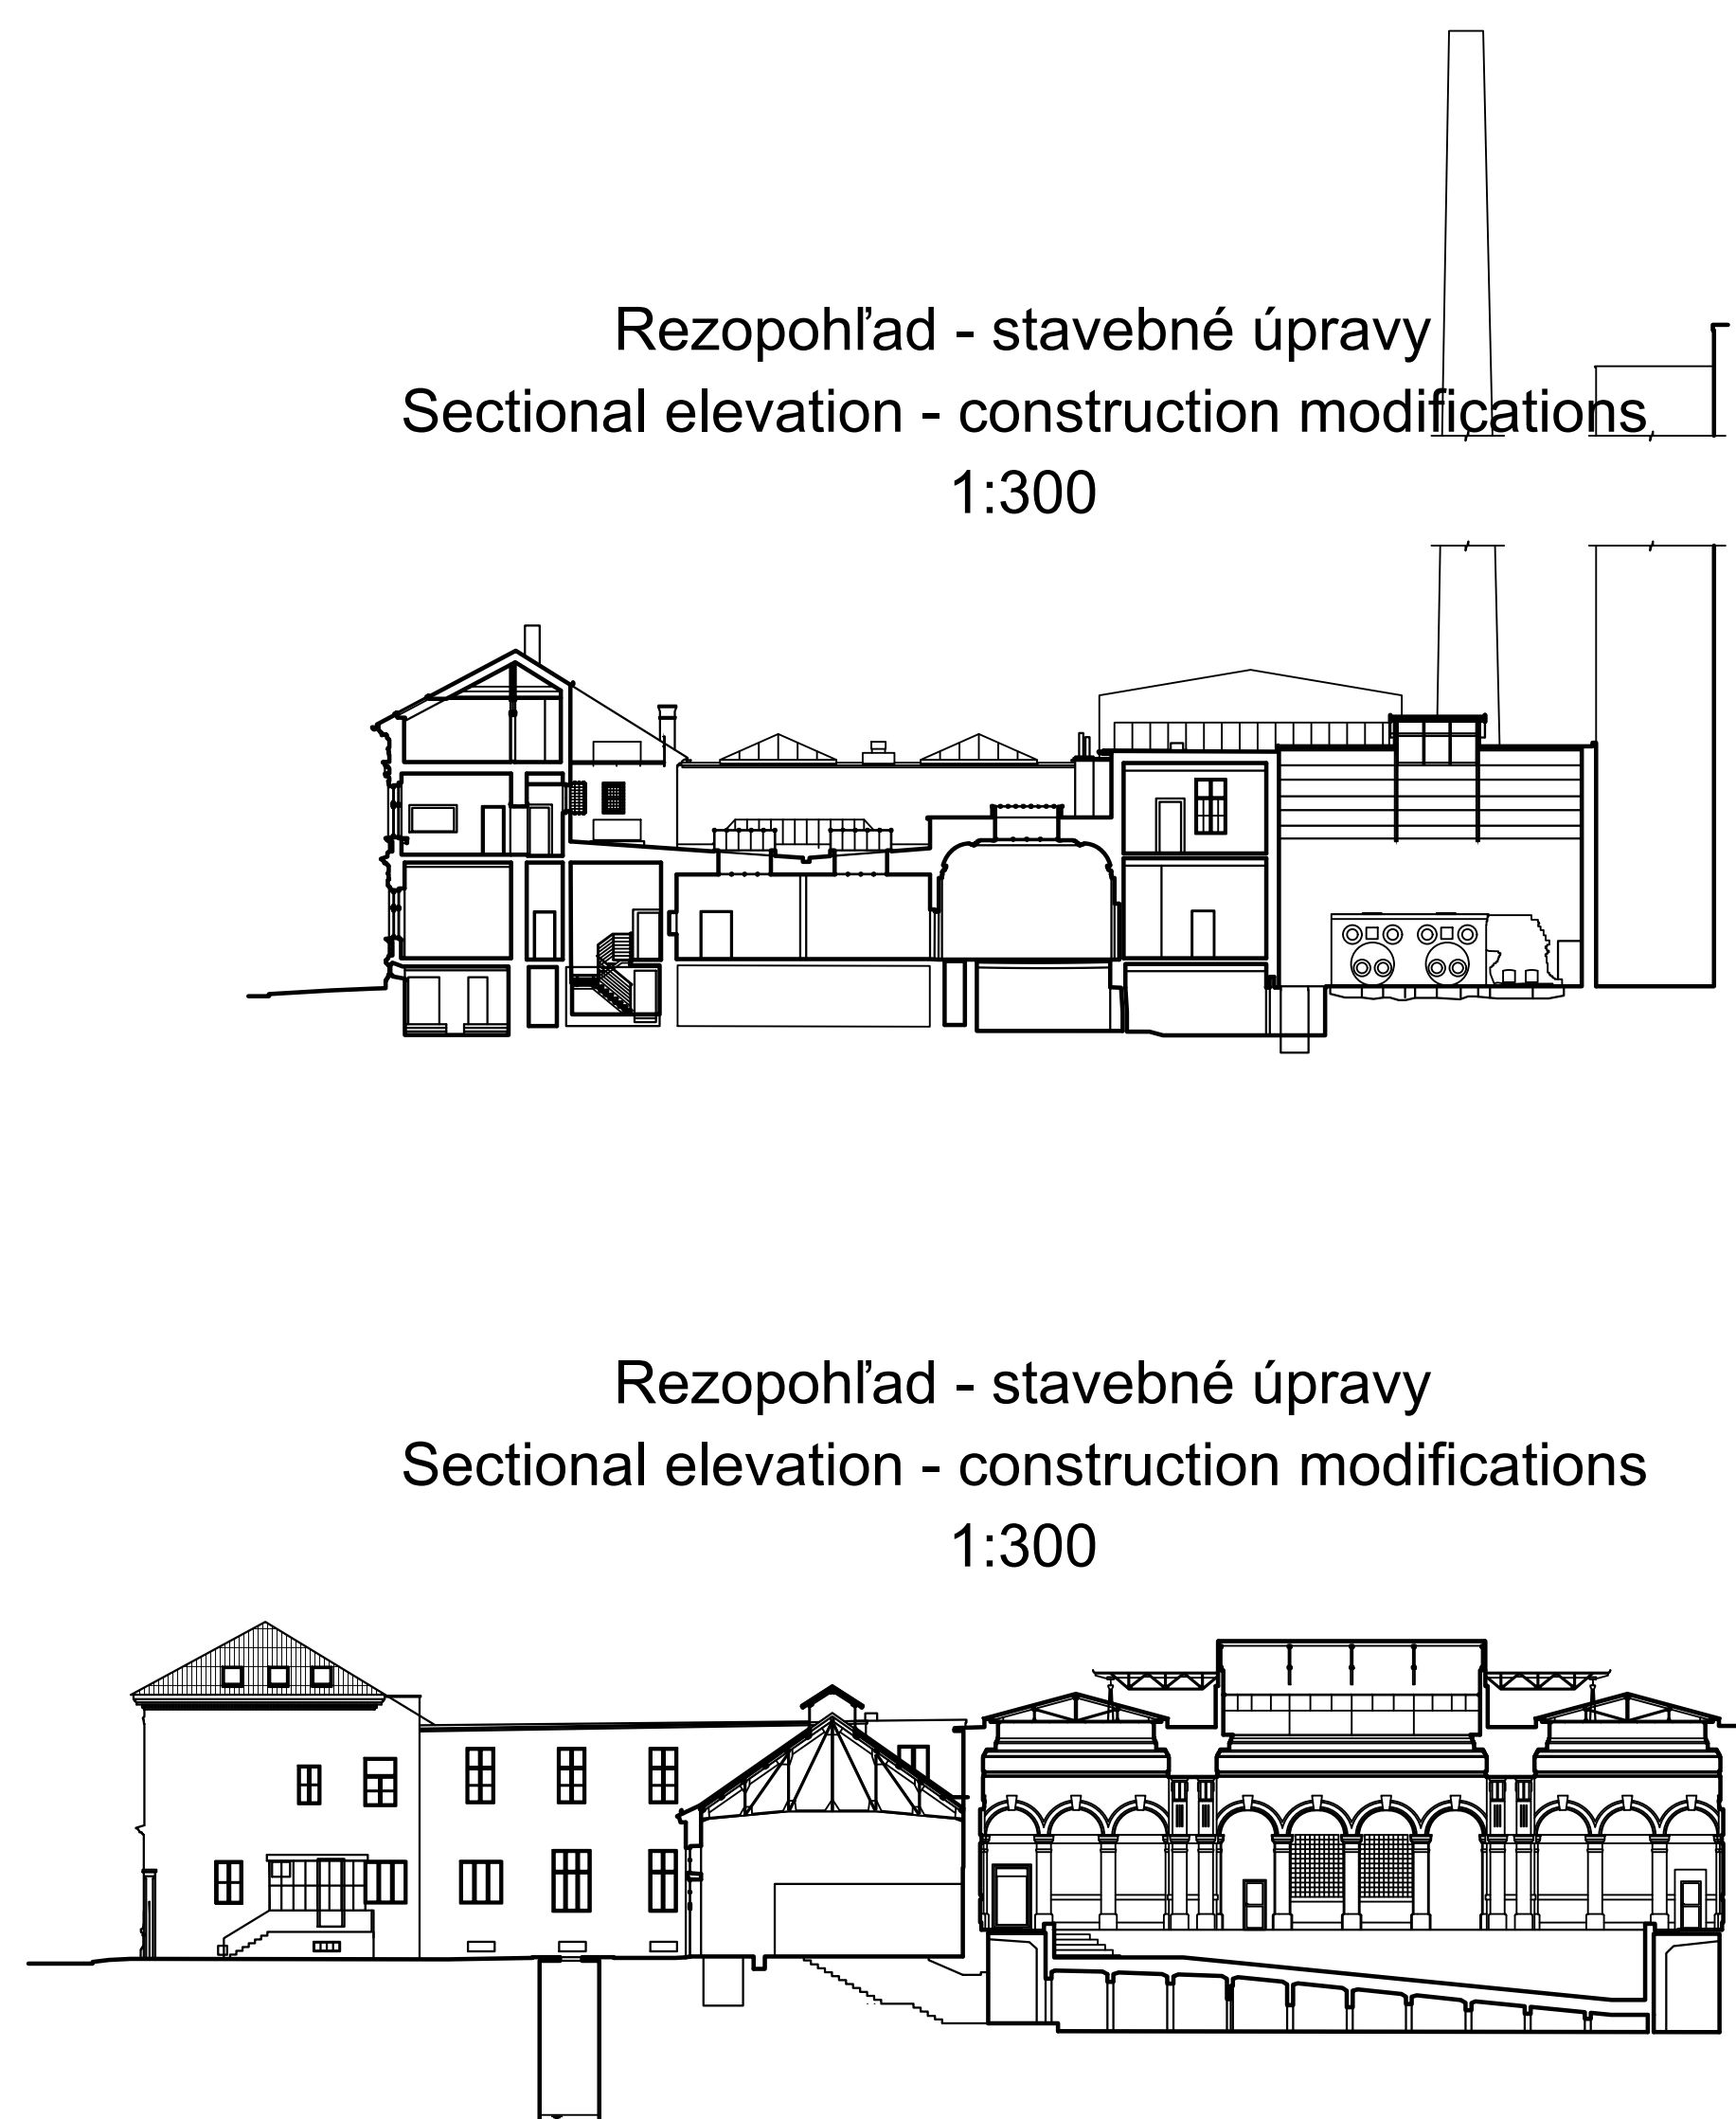 Rezopohľad - stavebné úpravy
Sectional elevation - construction modifications
1:300
Rezopohľad - stavebné úpravy
Sectional elevation - construction modifications
1:300